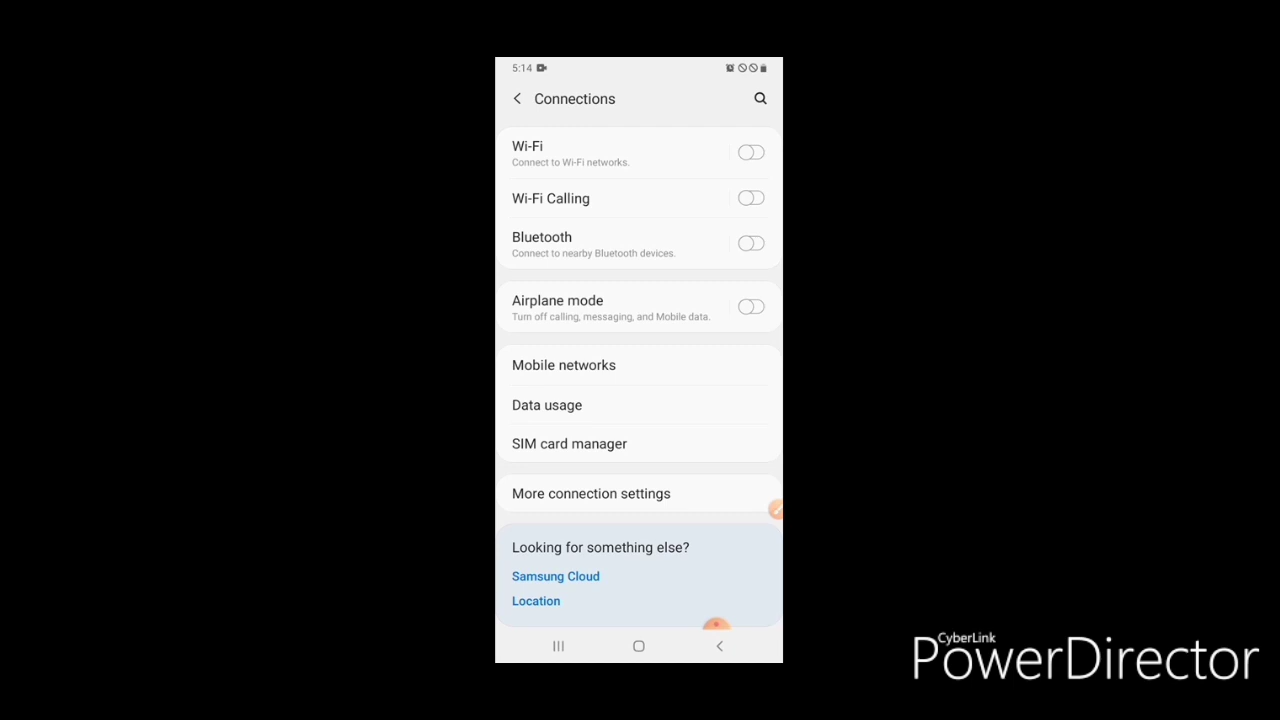 5:14
Connections
Wi-Fi
Connect to Wi-Fi networks.
Wi-Fi Calling
Bluetooth
Connect to nearby Bluetooth devices.
Airplane mode
Turn off calling, messaging, and Mobile data.
Mobile networks
Data usage
SIM card manager
More connection settings
Looking for something else?
Samsung Cloud
Location
CyberLink
PowerDirector